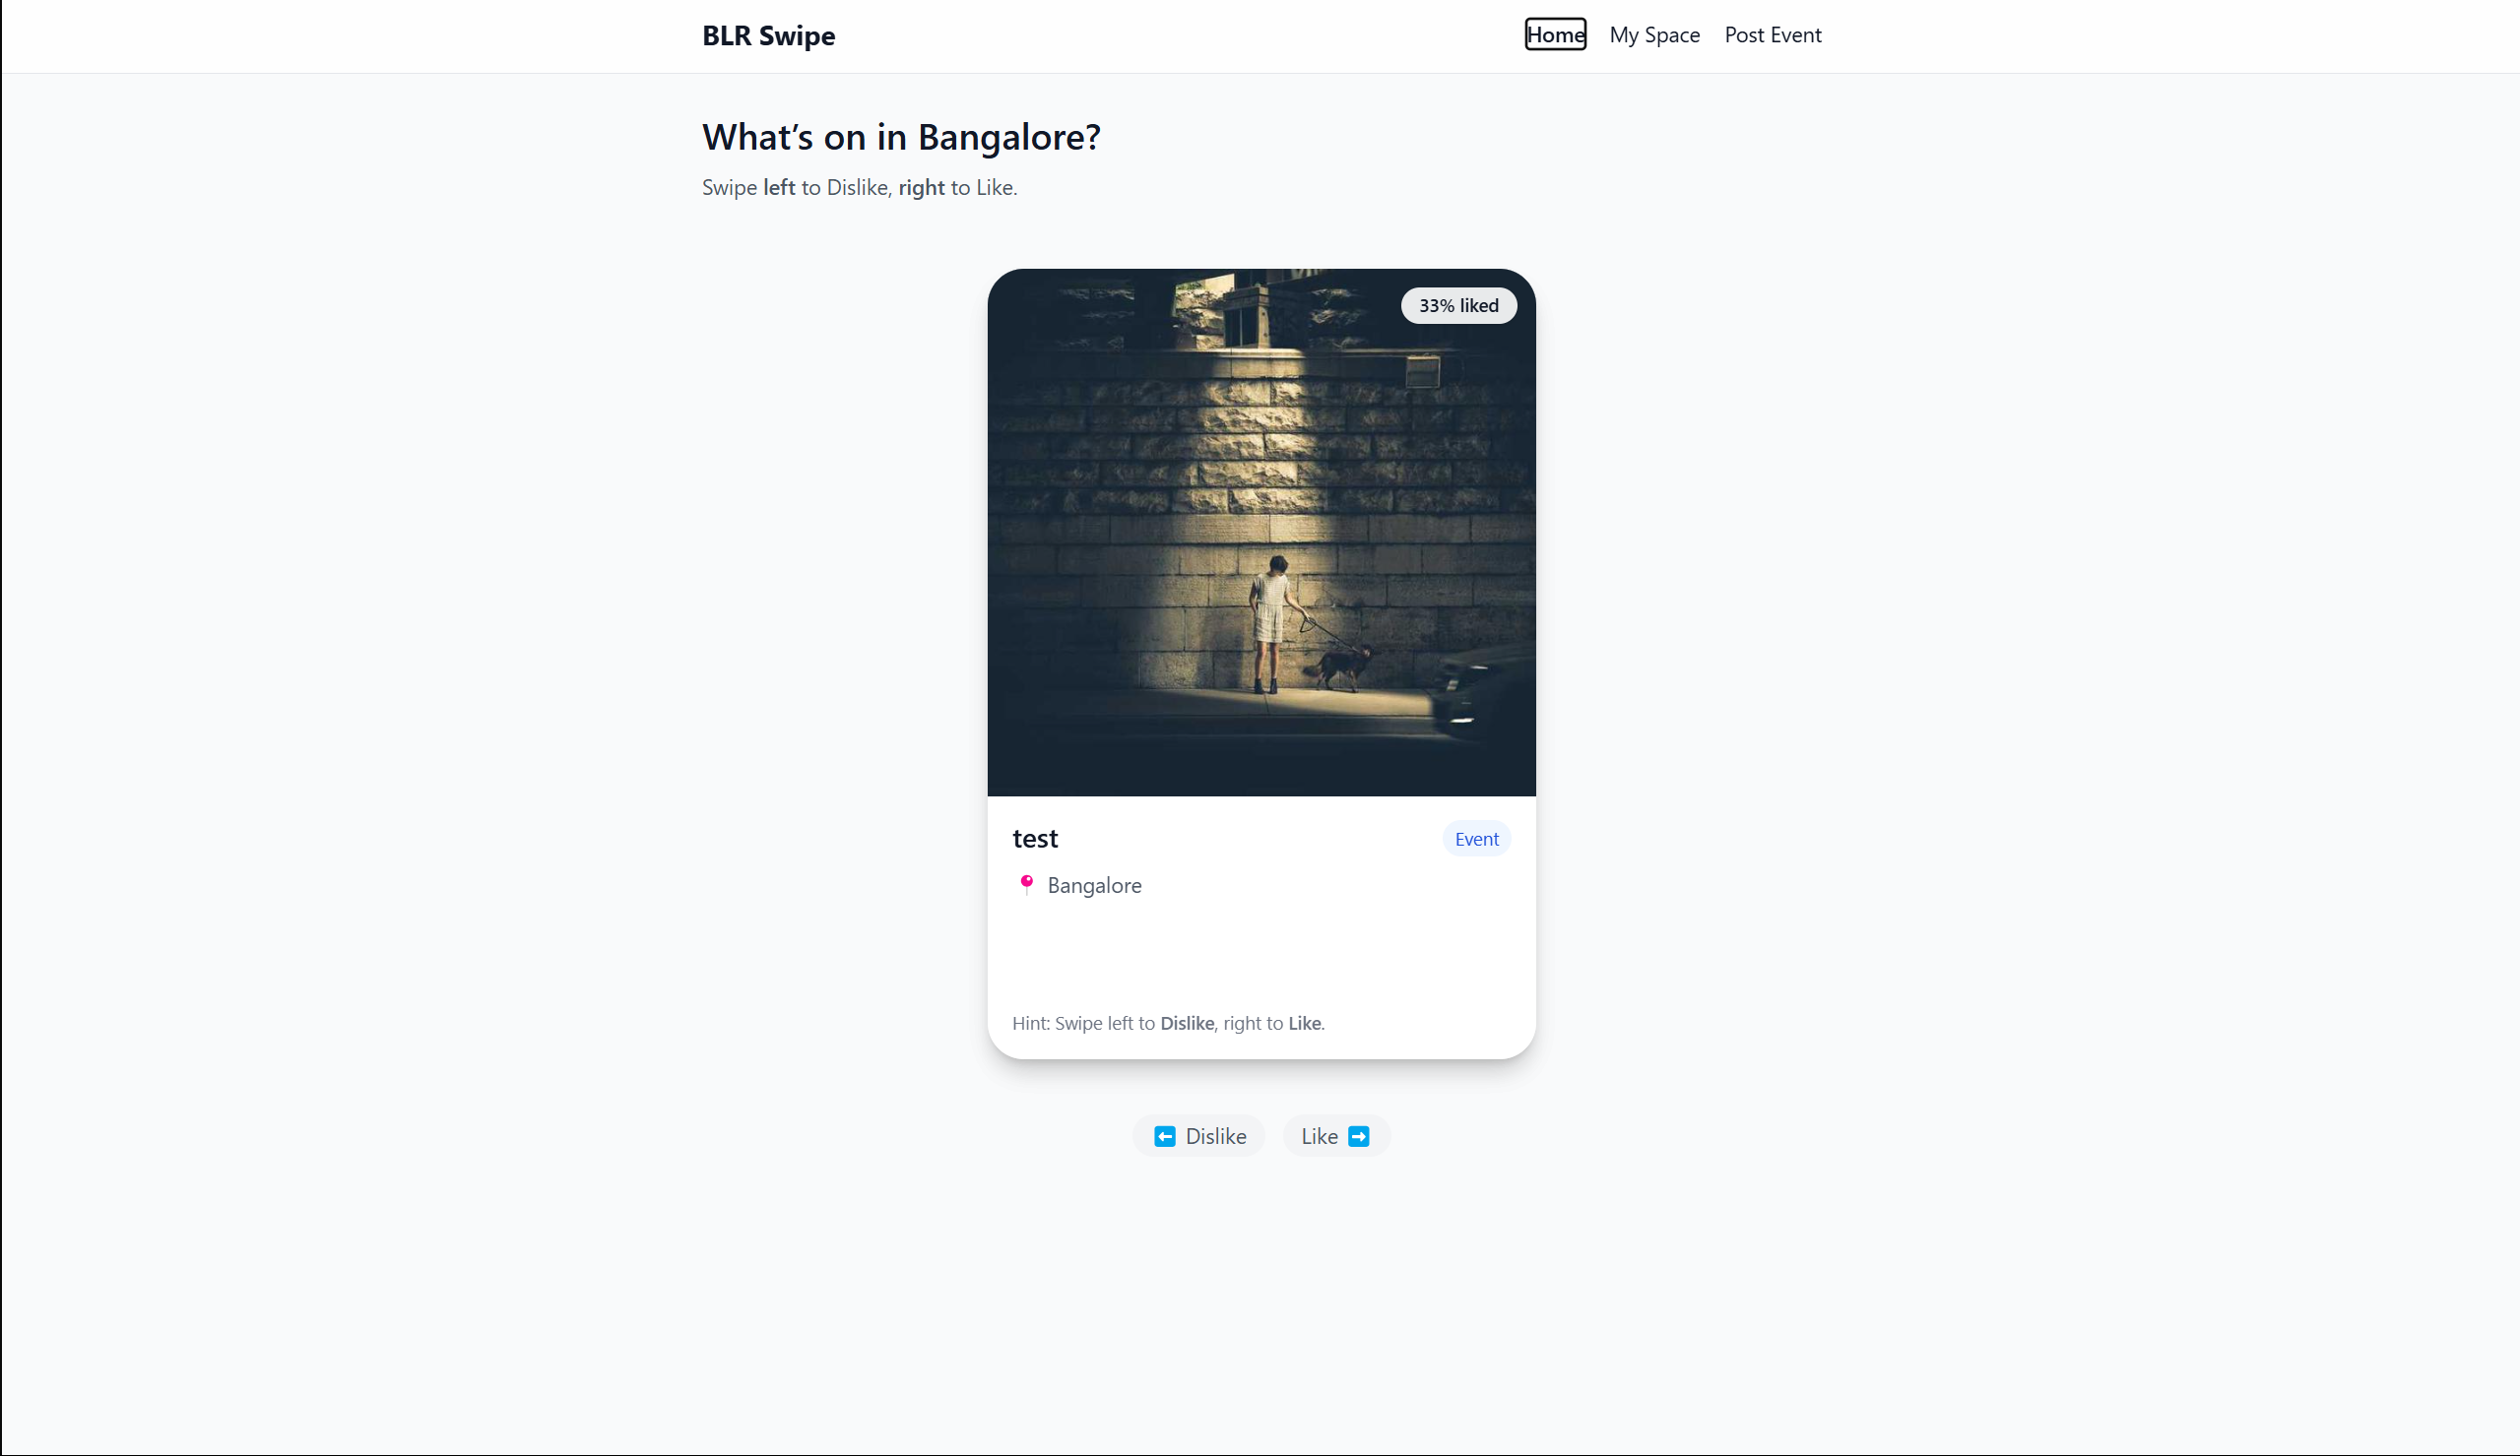 BLR Swipe
Home My Space Post Event
What’s on in Bangalore?
Swipe left to Dislike, right to Like.
33% liked
test
Event
📍 Bangalore
Hint: Swipe left to Dislike, right to Like.
⬅️ Dislike
Like ➡️